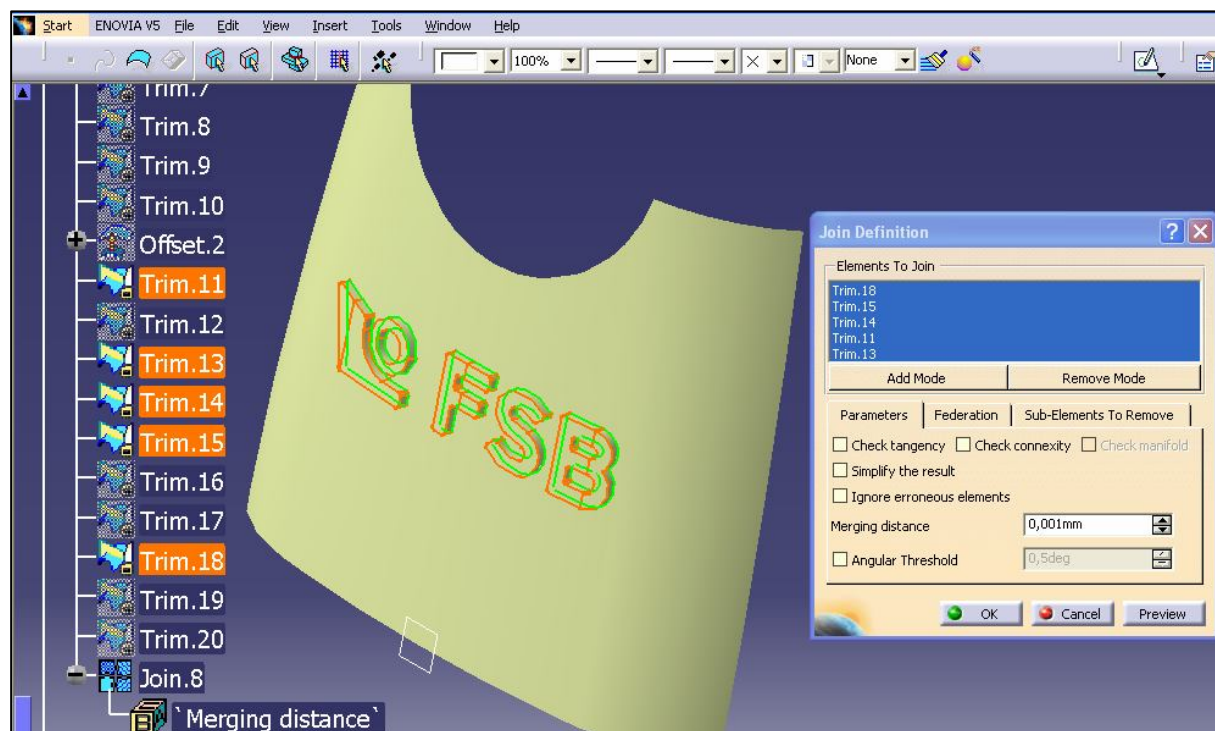 Start ENOVIA V5 File Edit View Insert Tools Window Help
100% None
Trim.7
Trim.8
Trim.9
Trim.10
Offset.2
Trim.11
Trim.12
Trim.13
Trim.14
Trim.15
Trim.16
Trim.17
Trim.18
Trim.19
Trim.20
Join.8
`Merging distance`
FSB
Join Definition
Elements To Join
Trim.18
Trim.15
Trim.14
Trim.11
Trim.13
Add Mode Remove Mode
Parameters Federation Sub-Elements To Remove
Check tangency Check connexity Check manifold
Simplify the result
Ignore erroneous elements
Merging distance 0,001mm
Angular Threshold 0,5deg
OK Cancel Preview